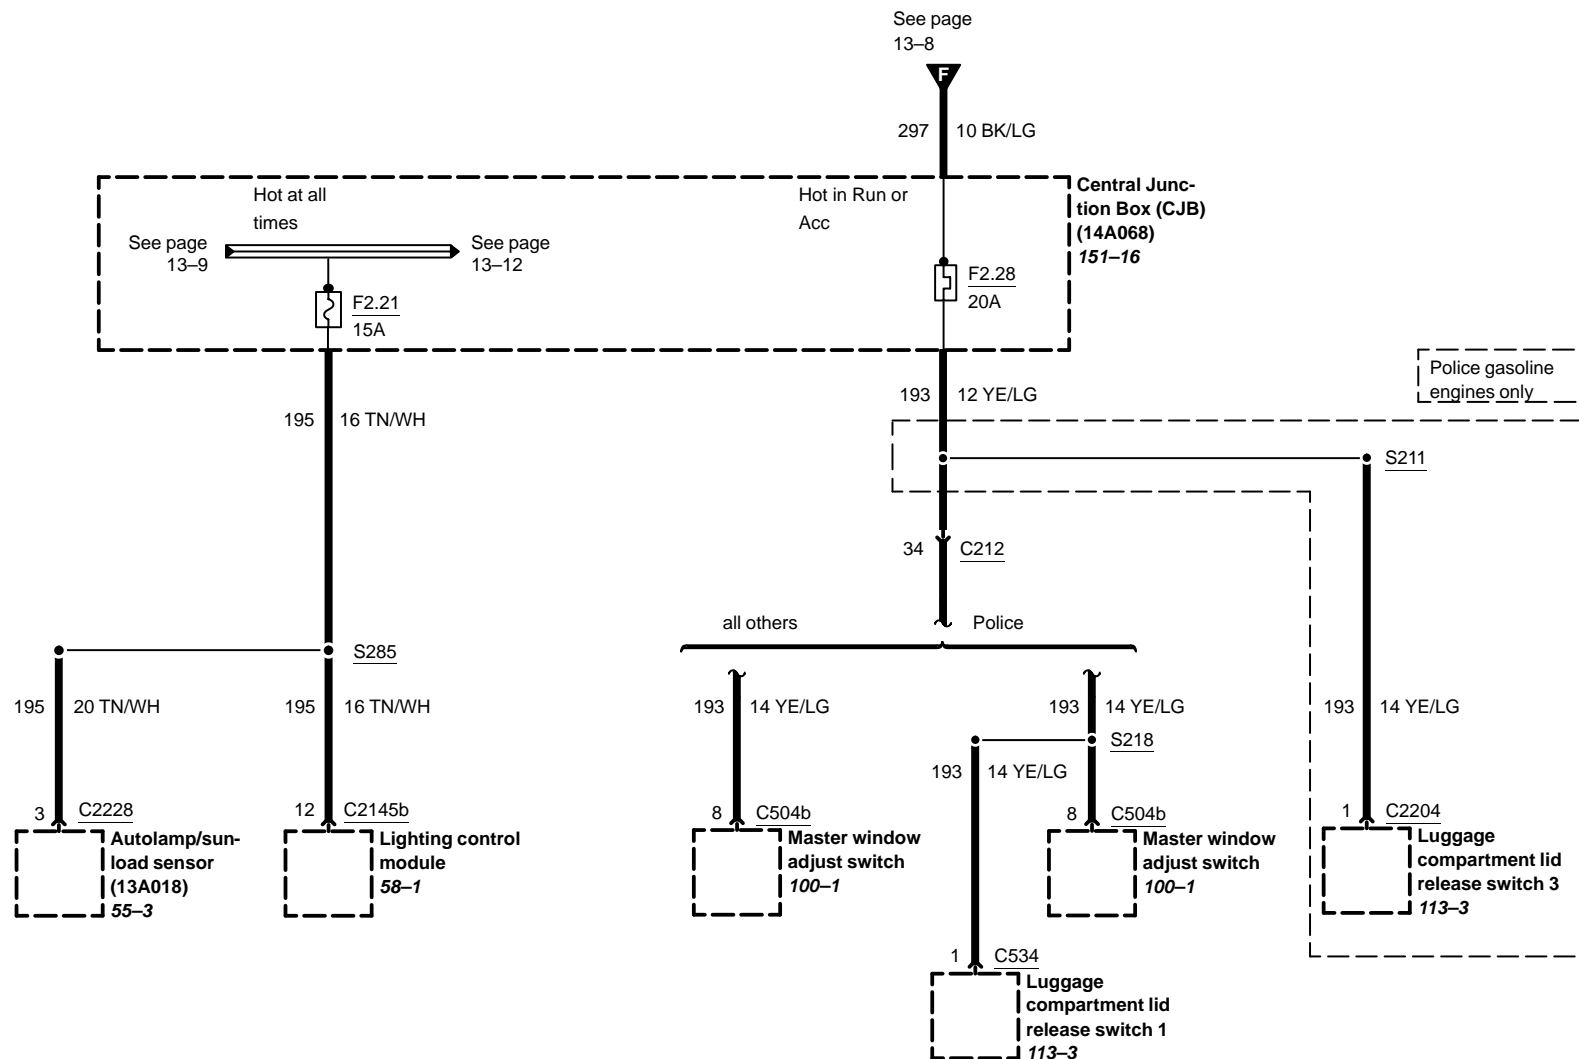 See page
13–8
F
297
10 BK/LG
Hot at all
times
Hot in Run or
Acc
Central Junc-
tion Box (CJB)
(14A068)
151–16
See page
13–9
See page
13–12
F2.21
15A
F2.28
20A
Police gasoline
engines only
193
12 YE/LG
195
16 TN/WH
S211
34
C212
all others
Police
S285
195
20 TN/WH
195
16 TN/WH
193
14 YE/LG
193
14 YE/LG
193
14 YE/LG
S218
193
14 YE/LG
3
C2228
Autolamp/sun-
load sensor
(13A018)
55–3
12
C2145b
Lighting control
module
58–1
8
C504b
Master window
adjust switch
100–1
8
C504b
Master window
adjust switch
100–1
1
C2204
Luggage
compartment lid
release switch 3
113–3
1
C534
Luggage
compartment lid
release switch 1
113–3